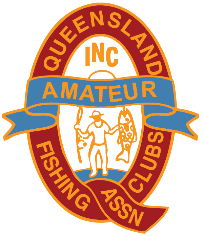 QUEENSLAND
INC
AMATEUR
FISHING
ASSN
CLUBS